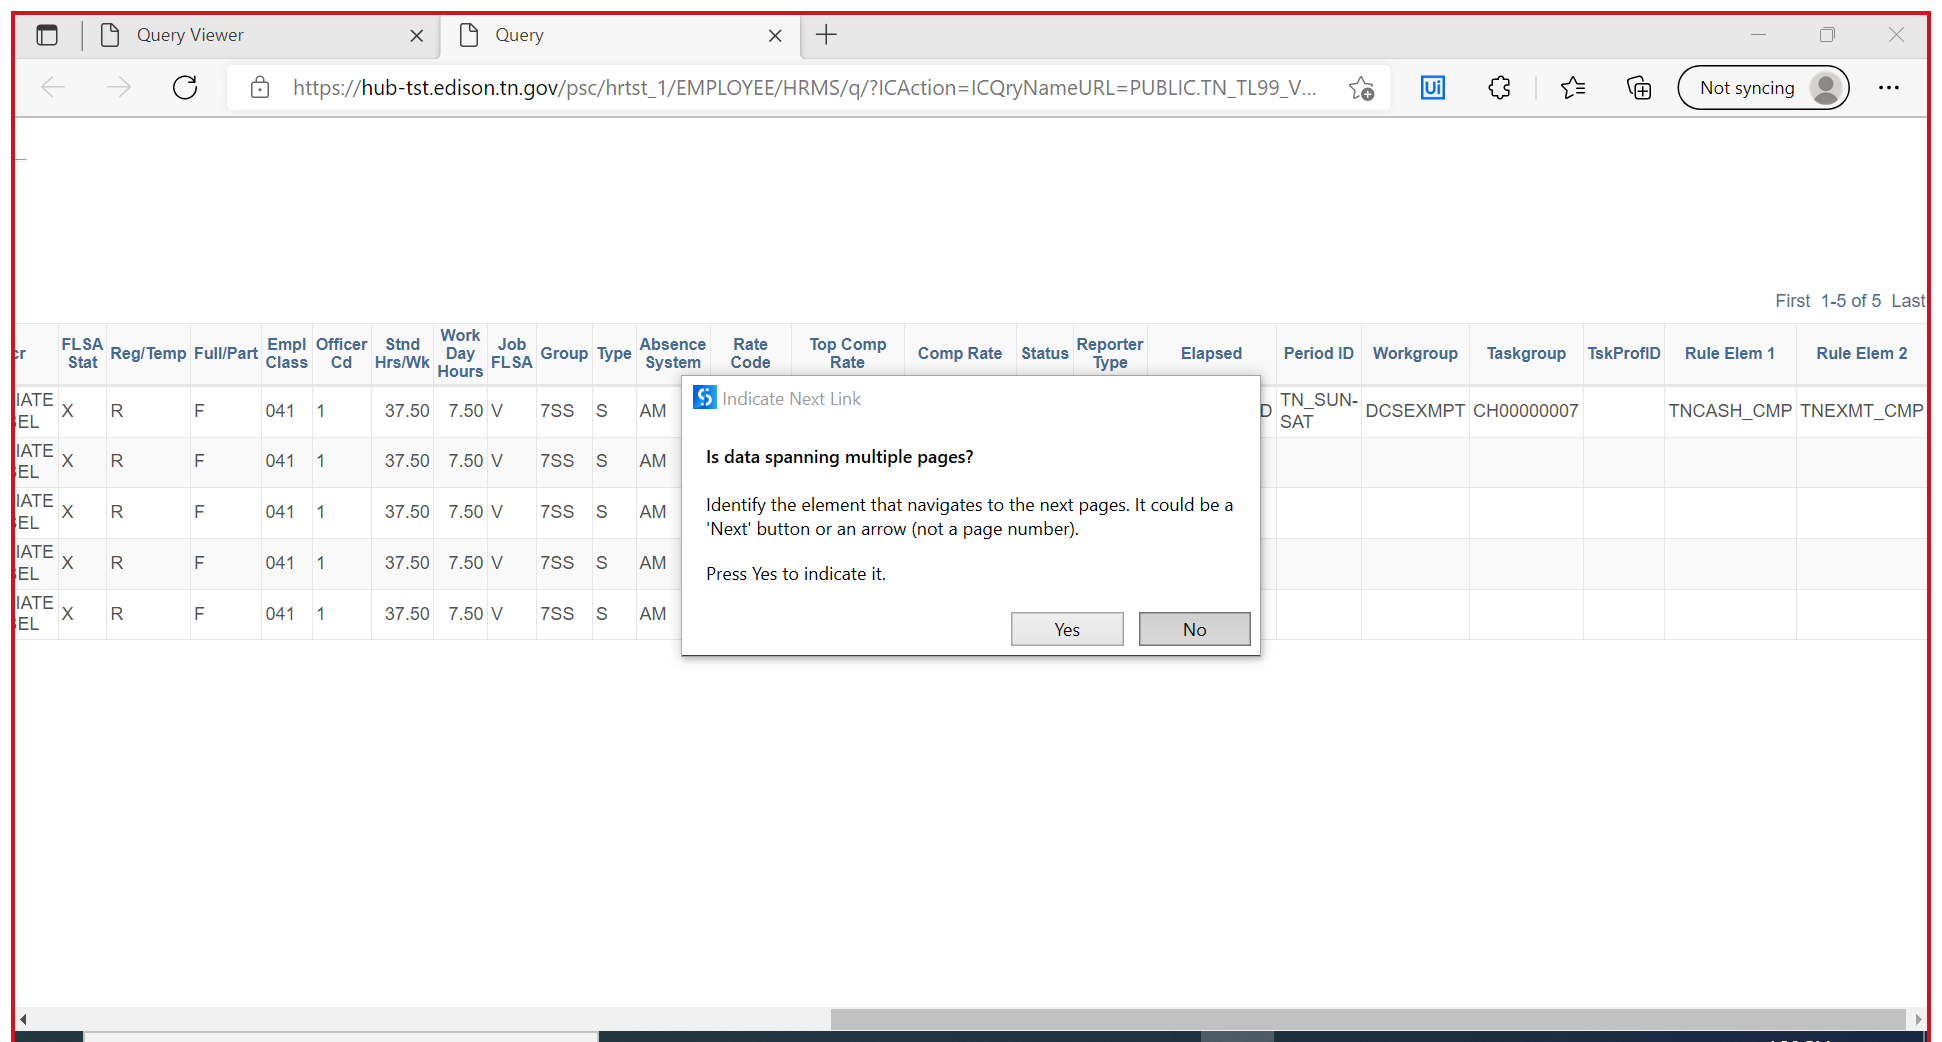 Query Viewer
Query
https://hub-tst.edison.tn.gov/psc/hrtst_1/EMPLOYEE/HRMS/q/?ICAction=ICQryNameURL=PUBLIC.TN_TL99_V...
Ui
Not syncing
First 1-5 of 5 Last
cr FLSA Stat Reg/Temp Full/Part Empl Class Officer Cd Stnd Hrs/Wk Work Day Hours Job FLSA Group Type Absence System Rate Code Top Comp Rate Comp Rate Status Reporter Type Elapsed Period ID Workgroup Taskgroup TskProfID Rule Elem 1 Rule Elem 2
IATE SEL X R F 041 1 37.50 7.50 V 7SS S AM D TN_SUN-SAT DCSEXMPT CH00000007 TNCASH_CMP TNEXMT_CMP
IATE SEL X R F 041 1 37.50 7.50 V 7SS S AM
IATE SEL X R F 041 1 37.50 7.50 V 7SS S AM
IATE SEL X R F 041 1 37.50 7.50 V 7SS S AM
IATE SEL X R F 041 1 37.50 7.50 V 7SS S AM
Indicate Next Link
Is data spanning multiple pages?
Identify the element that navigates to the next pages. It could be a
'Next' button or an arrow (not a page number).
Press Yes to indicate it.
Yes No